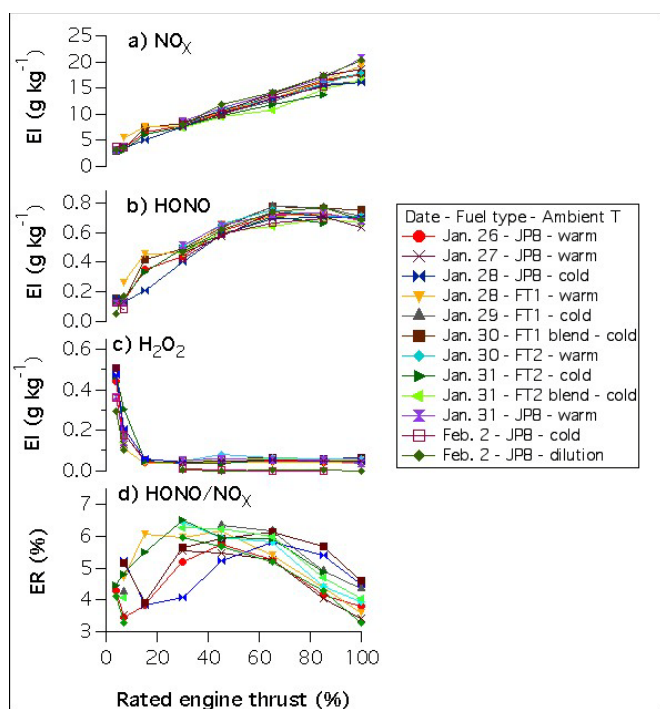 a) NOX
25
20
15
10
5
0
EI (g kg-1)
b) HONO
0.8
0.6
0.4
0.2
0.0
EI (g kg-1)
c) H2O2
0.6
0.4
0.2
0.0
EI (g kg-1)
d) HONO/NOX
7
6
5
4
3
ER (%)
0 20 40 60 80 100
Rated engine thrust (%)
Date - Fuel type - Ambient T
Jan. 26 - JP8 - warm
Jan. 27 - JP8 - warm
Jan. 28 - JP8 - cold
Jan. 28 - FT1 - warm
Jan. 29 - FT1 - cold
Jan. 30 - FT1 blend - cold
Jan. 30 - FT2 - warm
Jan. 31 - FT2 - cold
Jan. 31 - FT2 blend - cold
Jan. 31 - JP8 - warm
Feb. 2 - JP8 - cold
Feb. 2 - JP8 - dilution